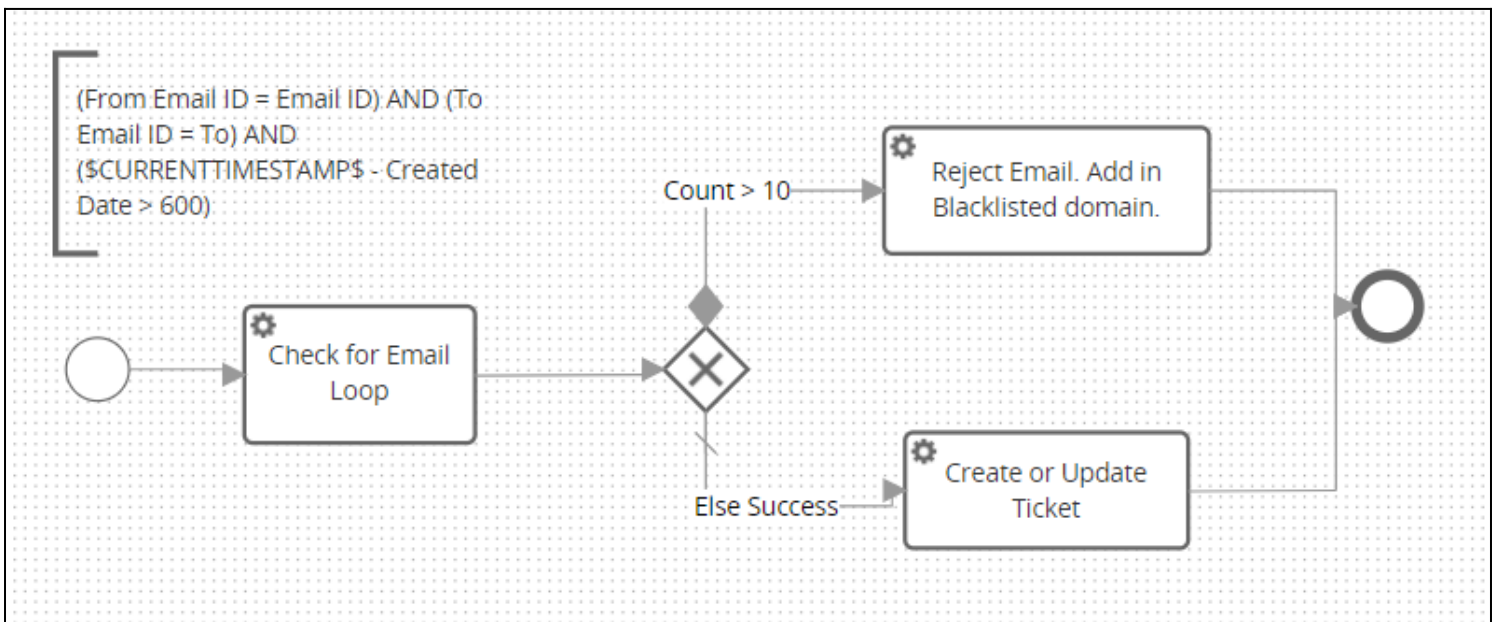 (From Email ID = Email ID) AND (To
Email ID = To) AND
($CURRENTTIMESTAMP$ - Created
Date > 600)
Count > 10
Reject Email. Add in
Blacklisted domain.
Check for Email
Loop
Else Success
Create or Update
Ticket